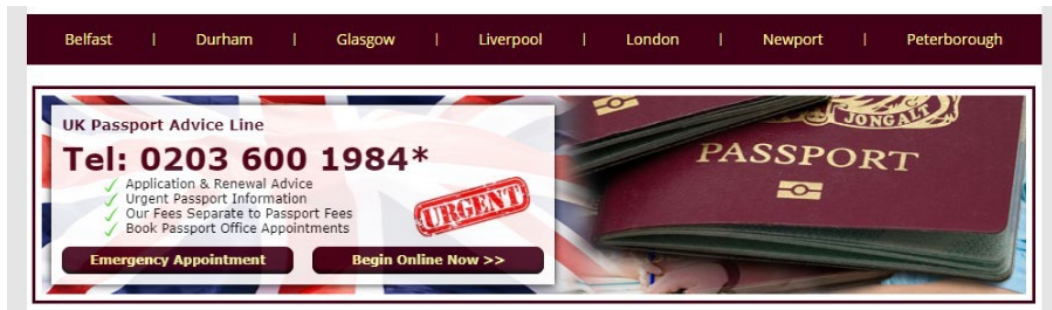 Belfast | Durham | Glasgow | Liverpool | London | Newport | Peterborough
UK Passport Advice Line
Tel: 0203 600 1984*
Application & Renewal Advice
Urgent Passport Information
Our Fees Separate to Passport Fees
Book Passport Office Appointments
URGENT
Emergency Appointment
Begin Online Now >>
JONGALT
PASSPORT